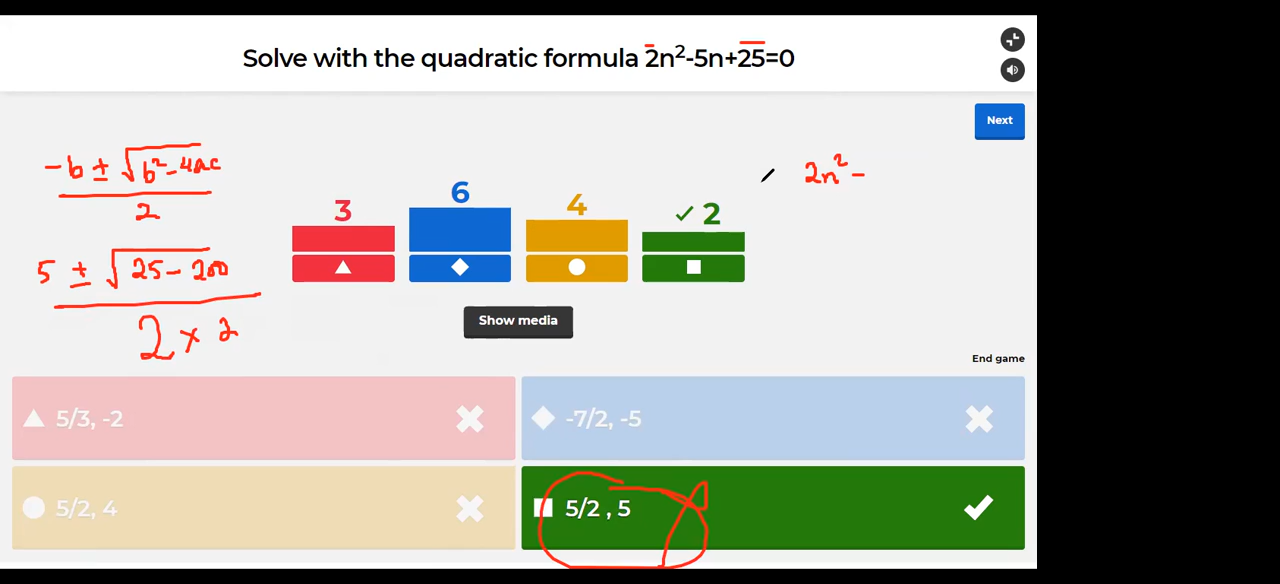 Solve with the quadratic formula 2n²-5n+25=0
Next
-b ± √b²-4ac
2
2n² -
3
6
4
2
5 ± √25-200
2 × 2
Show media
End game
5/3, -2
-7/2, -5
5/2, 4
5/2 , 5